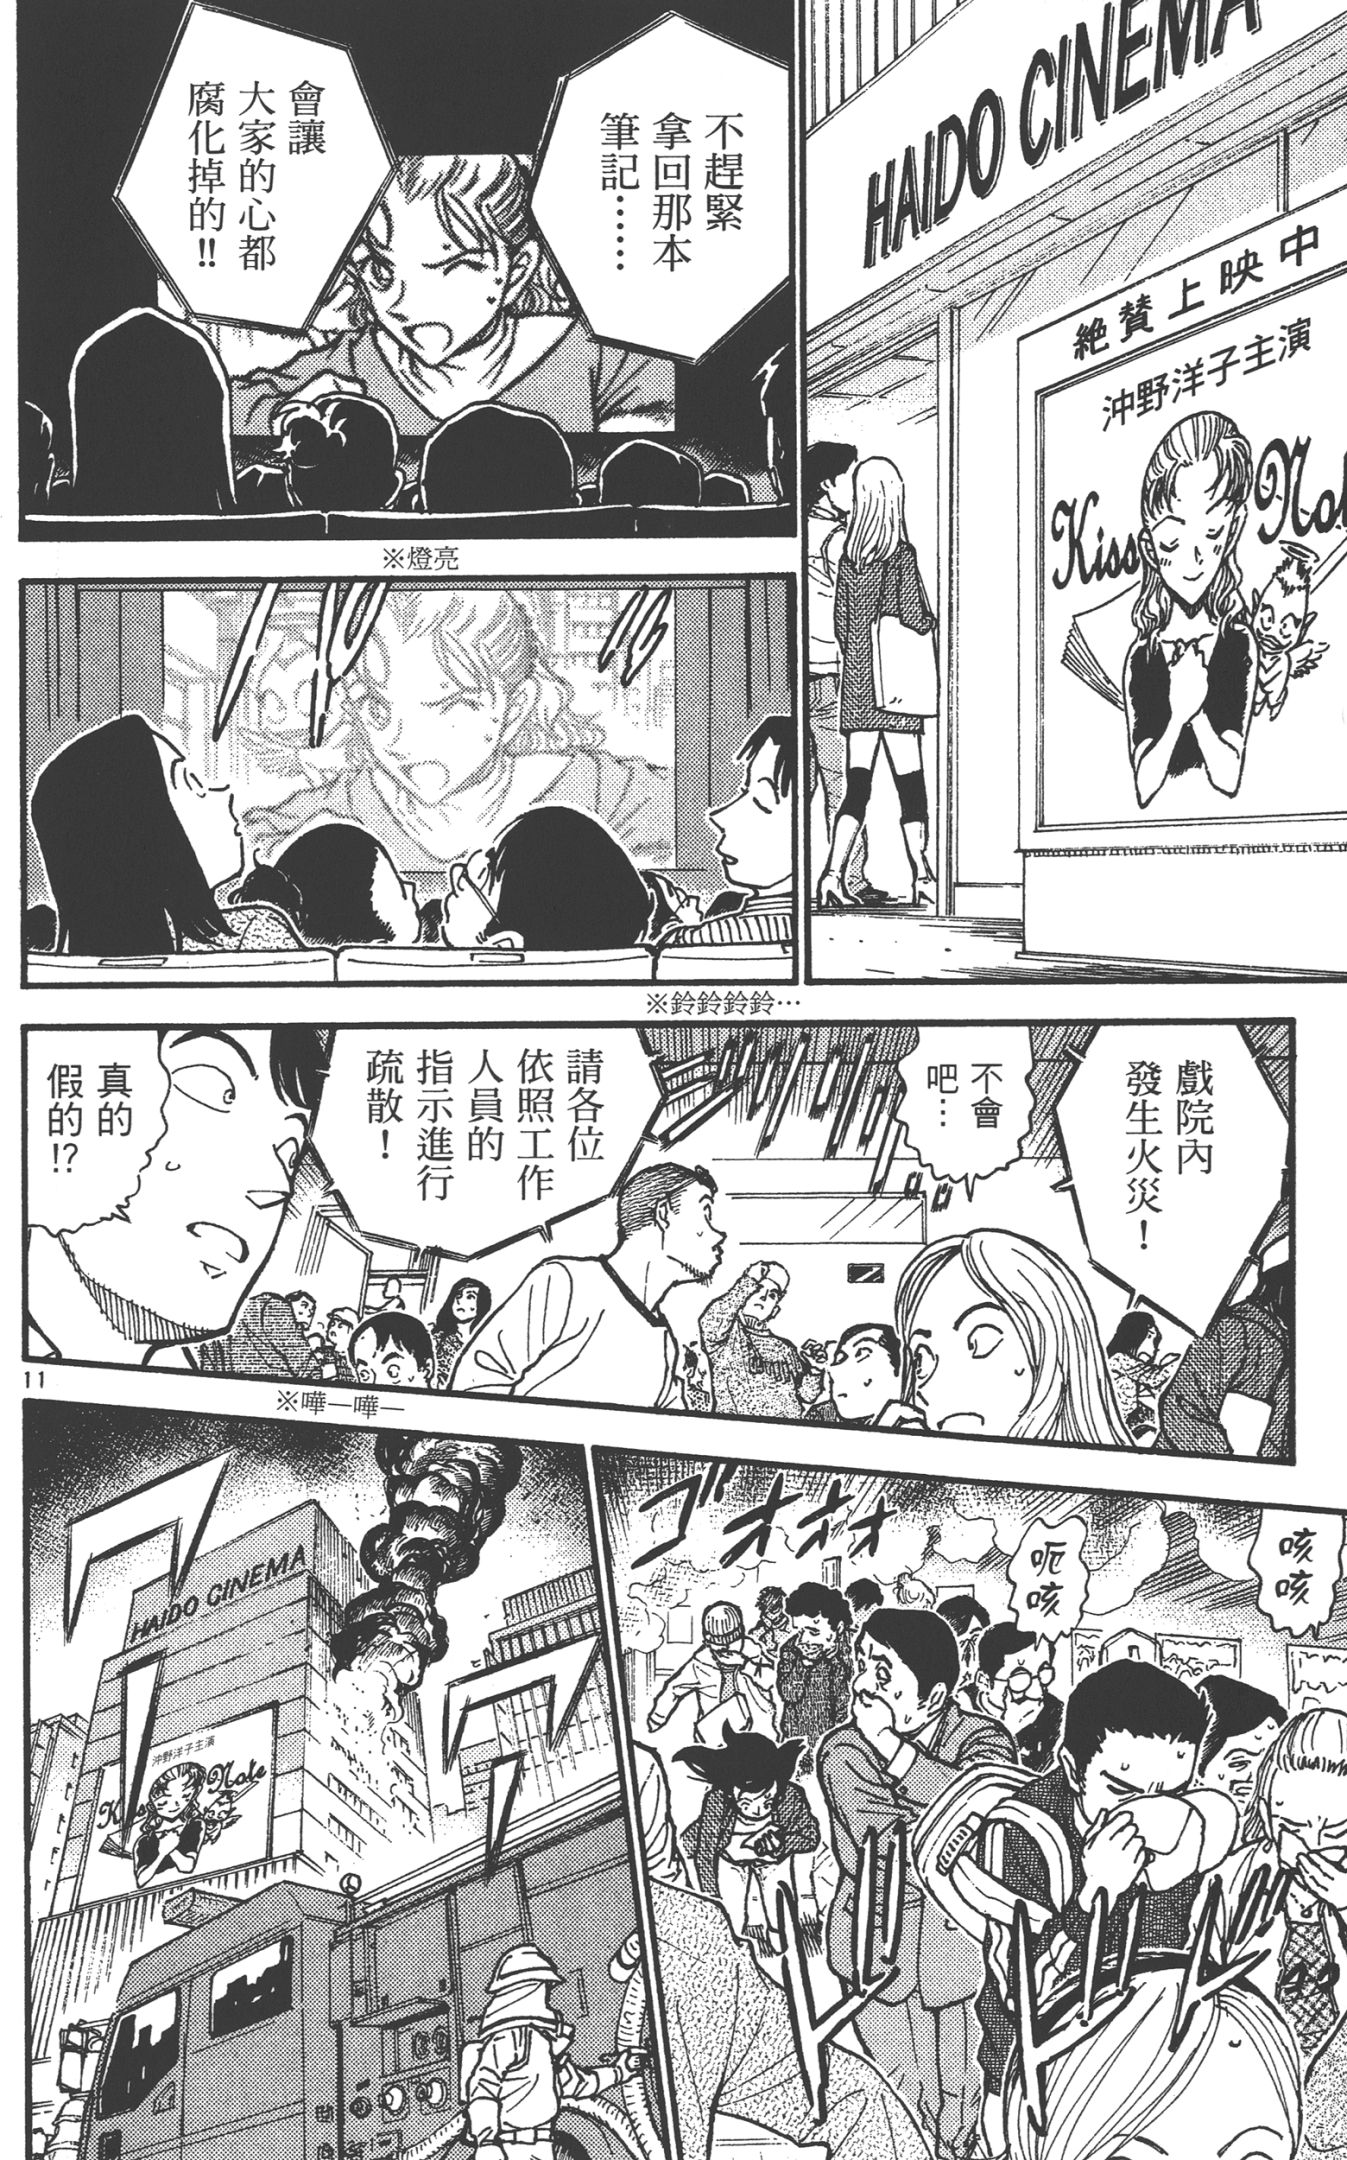 HAIDO CINEMA
絶賛上映中
沖野洋子主演
Kiss
不趕緊
拿回那本
筆記……
會讓
大家的心都
腐化掉的!!
※燈亮
※鈴鈴鈴鈴…
戲院內
發生火災！
不會
吧…
請各位
依照工作
人員的
指示進行
疏散！
真的
假的!?
11
※嘩—嘩—
咳
咳
呃
咳
ゴオオオ
HAIDO CINEMA
沖野洋子主演
Kiss Note